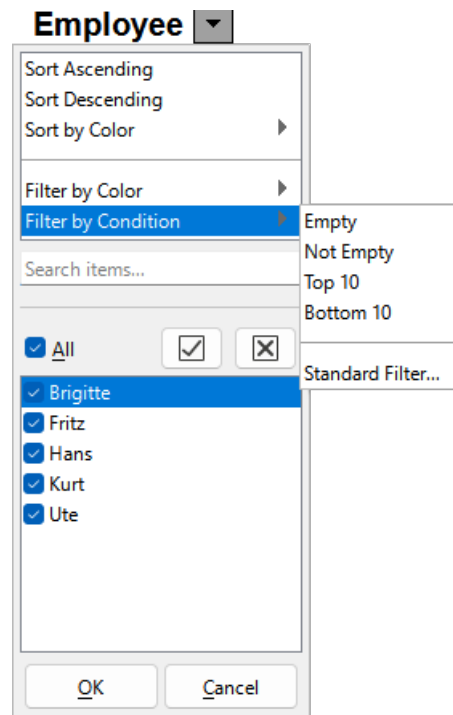 Employee
Sort Ascending
Sort Descending
Sort by Color
Filter by Color
Filter by Condition
Empty
Not Empty
Top 10
Bottom 10
Standard Filter...
Search items...
All
Brigitte
Fritz
Hans
Kurt
Ute
OK
Cancel